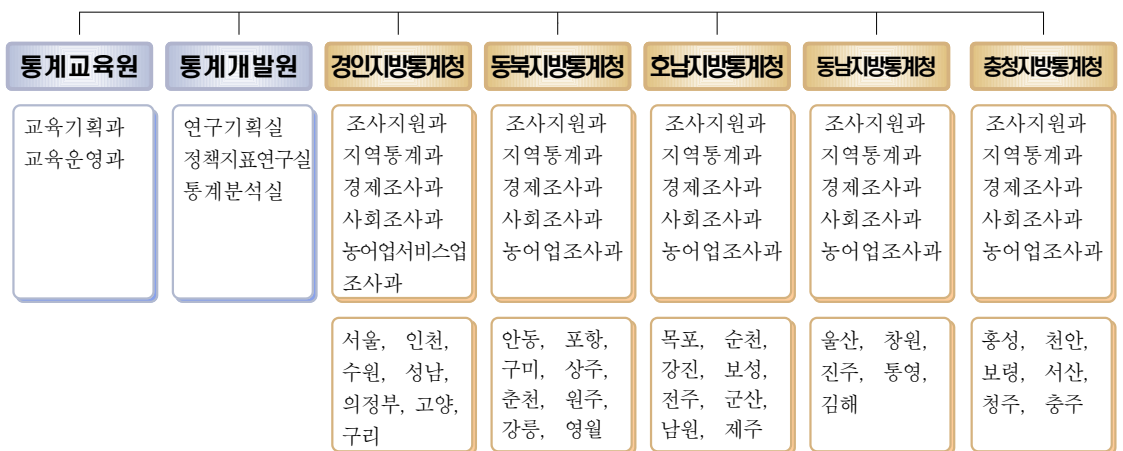 통계교육원
교육기획과
교육운영과
통계개발원
연구기획실
정책지표연구실
통계분석실
경인지방통계청
조사지원과
지역통계과
경제조사과
사회조사과
농어업서비스업
조사과
서울, 인천,
수원, 성남,
의정부, 고양,
구리
동북지방통계청
조사지원과
지역통계과
경제조사과
사회조사과
농어업조사과
안동, 포항,
구미, 상주,
춘천, 원주,
강릉, 영월
호남지방통계청
조사지원과
지역통계과
경제조사과
사회조사과
농어업조사과
목포, 순천,
강진, 보성,
전주, 군산,
남원, 제주
동남지방통계청
조사지원과
지역통계과
경제조사과
사회조사과
농어업조사과
울산, 창원,
진주, 통영,
김해
충청지방통계청
조사지원과
지역통계과
경제조사과
사회조사과
농어업조사과
홍성, 천안,
보령, 서산,
청주, 충주